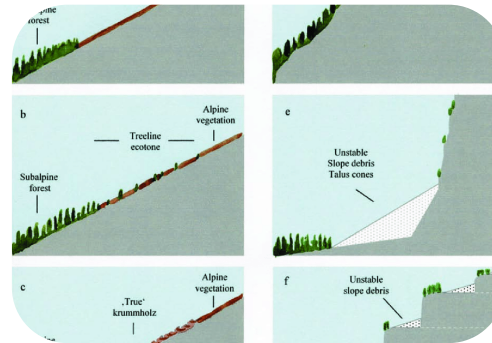 forest
b
Alpine
vegetation
Treeline
ecotone
Subalpine
forest
e
Unstable
Slope debris
Talus cones
c
‚True‘
krummholz
Alpine
vegetation
f
Unstable
slope debris